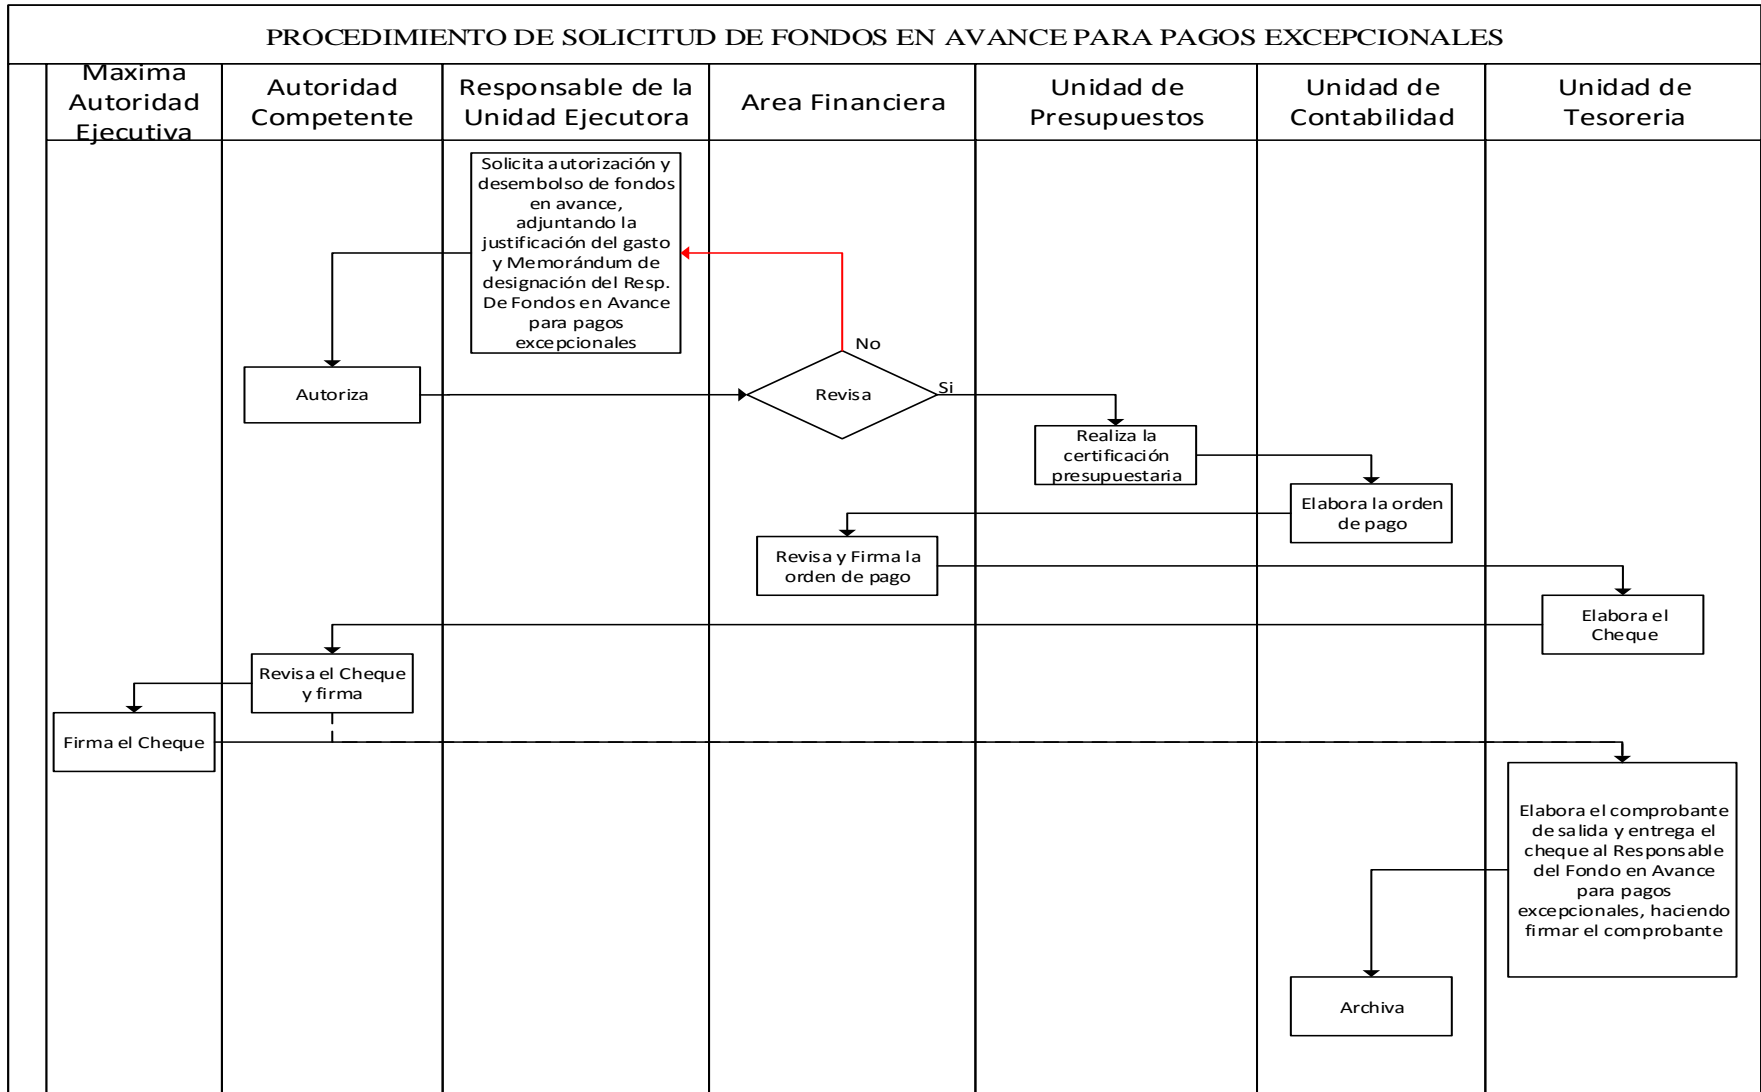 PROCEDIMIENTO DE SOLICITUD DE FONDOS EN AVANCE PARA PAGOS EXCEPCIONALES
Maxima
Autoridad
Ejecutiva
Autoridad
Competente
Responsable de la
Unidad Ejecutora
Area Financiera
Unidad de
Presupuestos
Unidad de
Contabilidad
Unidad de
Tesoreria
Solicita autorización y
desembolso de fondos
en avance,
adjuntando la
justificación del gasto
y Memorándum de
designación del Resp.
De Fondos en Avance
para pagos
excepcionales
No
Autoriza
Revisa
Si
Realiza la
certificación
presupuestaria
Elabora la orden
de pago
Revisa y Firma la
orden de pago
Elabora el
Cheque
Revisa el Cheque
y firma
Firma el Cheque
Elabora el comprobante
de salida y entrega el
cheque al Responsable
del Fondo en Avance
para pagos
excepcionales, haciendo
firmar el comprobante
Archiva